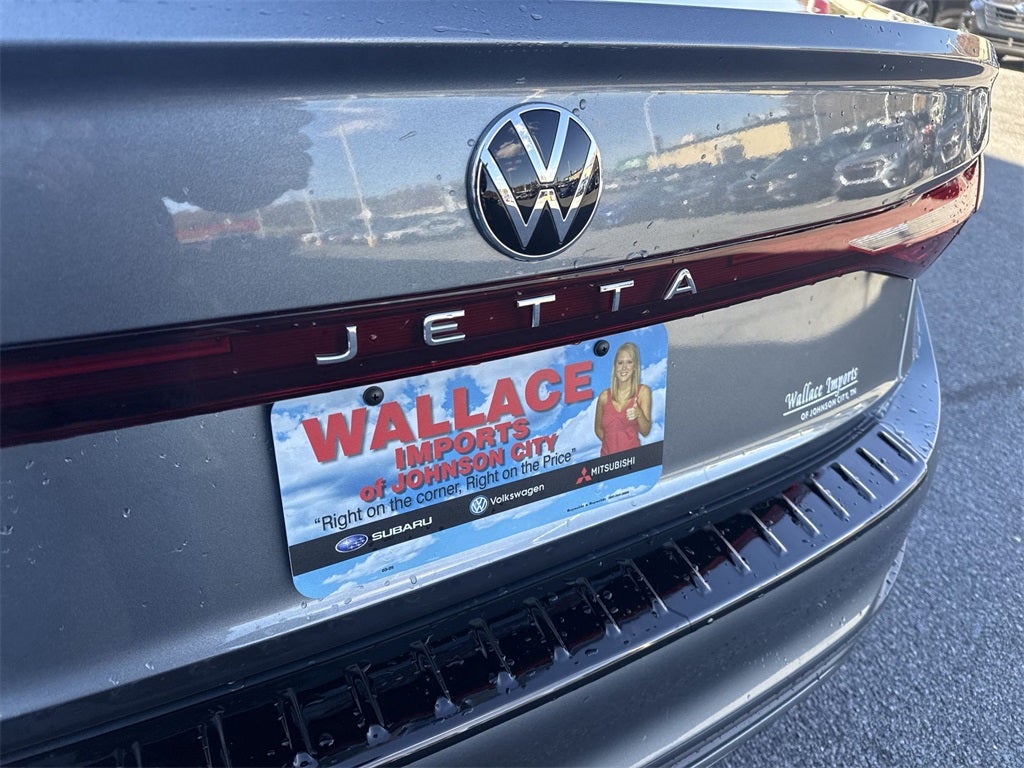 JETTA
WALLACE
IMPORTS
of JOHNSON CITY
"Right on the corner, Right on the Price"
SUBARU Volkswagen MITSUBISHI
Wallace Imports
OF JOHNSON CITY, TN